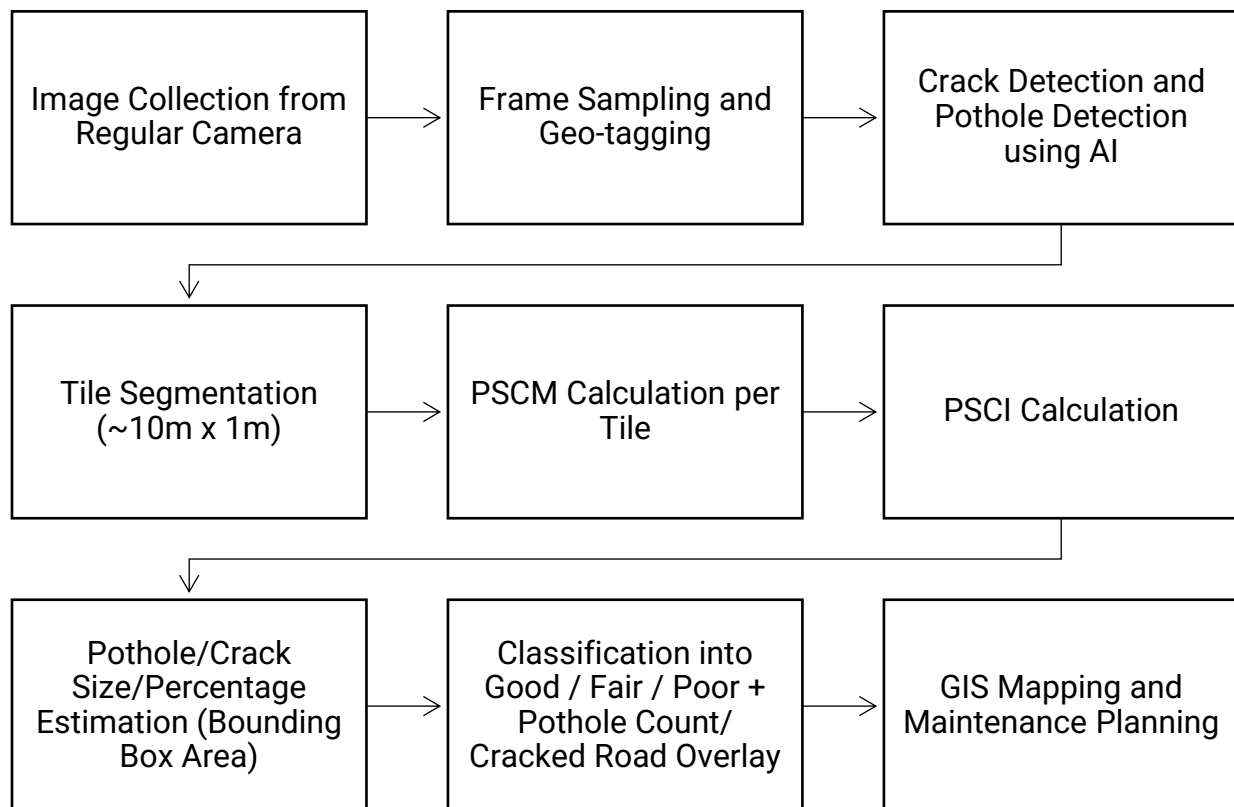 Image Collection from
Regular Camera
Frame Sampling and
Geo-tagging
Crack Detection and
Pothole Detection
using AI
Tile Segmentation
(~10m x 1m)
PSCM Calculation per
Tile
PSCI Calculation
Pothole/Crack
Size/Percentage
Estimation (Bounding
Box Area)
Classification into
Good / Fair / Poor +
Pothole Count/
Cracked Road Overlay
GIS Mapping and
Maintenance Planning